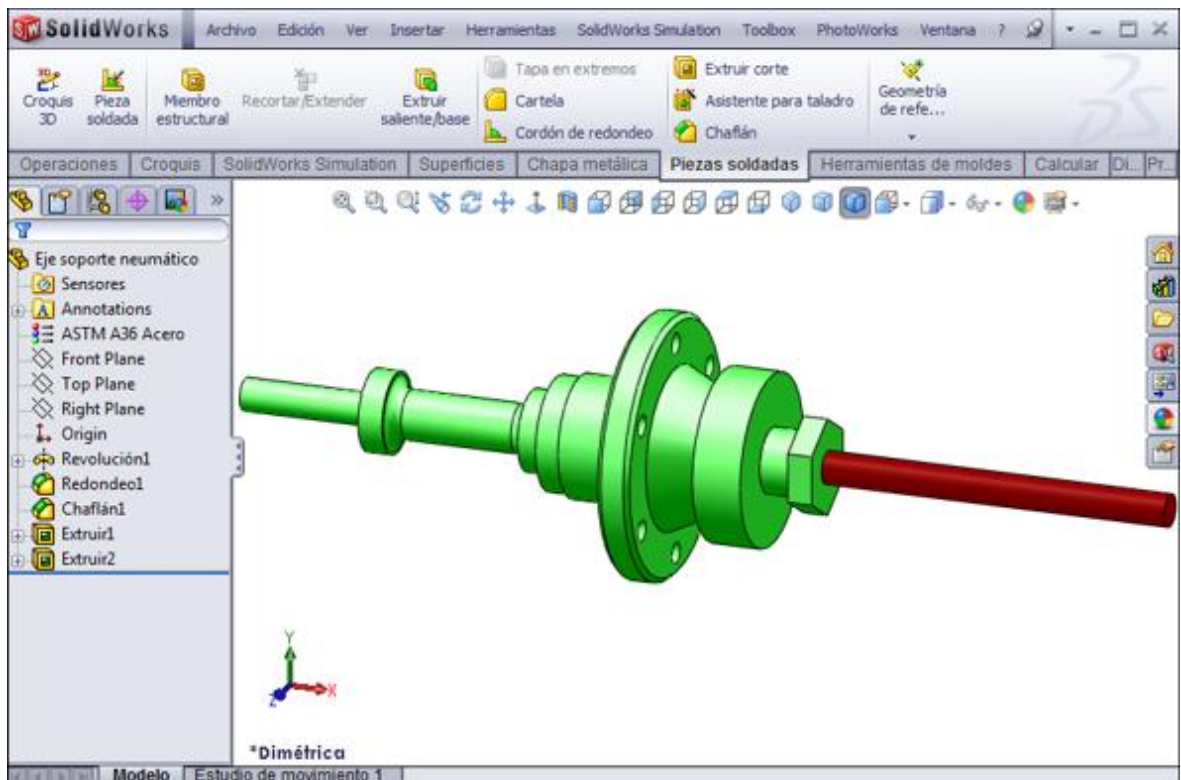 SolidWorks Archivo Edición Ver Insertar Herramientas SolidWorks Simulation Toolbox PhotoWorks Ventana ?
Croquis 3D
Pieza soldada
Miembro estructural
Recortar/Extender
Extruir saliente/base
Tapa en extremos
Cartela
Cordón de redondeo
Extruir corte
Asistente para taladro
Chaflán
Geometría de refe...
Operaciones Croquis SolidWorks Simulation Superficies Chapa metálica Piezas soldadas Herramientas de moldes Calcular Di... Pr...
Eje soporte neumático
Sensores
Annotations
ASTM A36 Acero
Front Plane
Top Plane
Right Plane
Origin
Revolución1
Redondeo1
Chaflán1
Extruir1
Extruir2
Y
X
Z
*Dimétrica
Modelo Estudio de movimiento 1